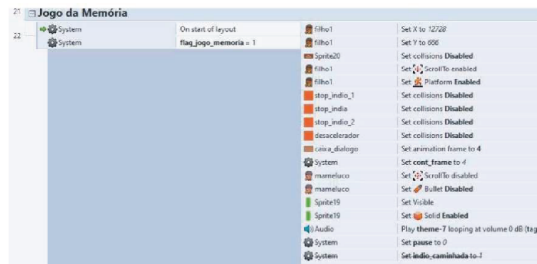 21 Jogo da Memória
22 System On start of layout filho1 Set X to 12728
System flag_jogo_memoria = 1 filho1 Set Y to 666
Sprite20 Set collisions Disabled
filho1 Set ScrollTo enabled
filho1 Set Platform Enabled
stop_indio_1 Set collisions Disabled
stop_india Set collisions Disabled
stop_indio_2 Set collisions Disabled
desacelerador Set collisions Disabled
caixa_dialogo Set animation frame to 4
System Set cont_frame to 4
mameluco Set ScrollTo disabled
mameluco Set Bullet Disabled
Sprite19 Set Visible
Sprite19 Set Solid Enabled
Audio Play theme-7 looping at volume 0 dB (tag
System Set pause to 0
System Set indio_caminhada to 1